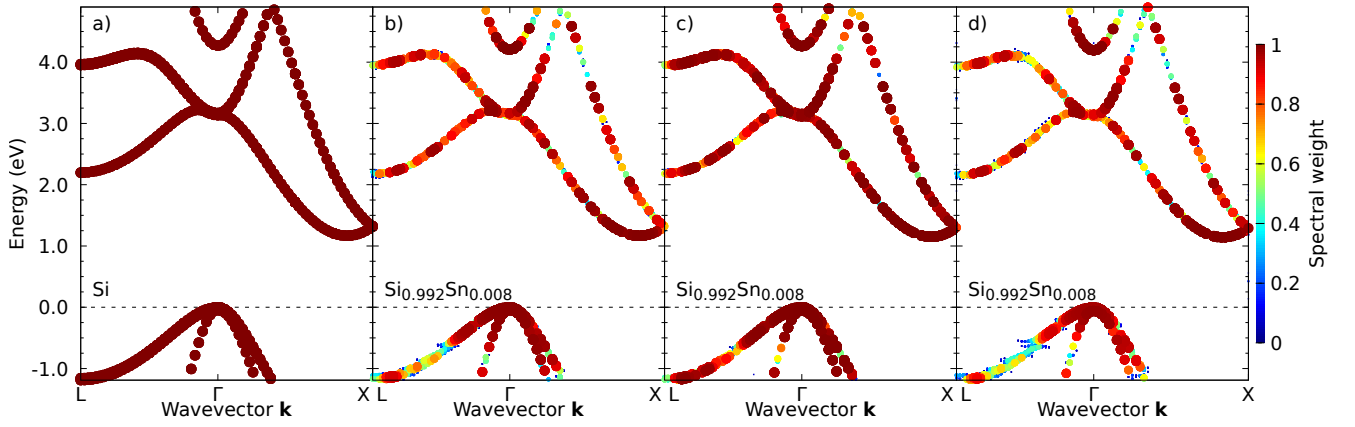 a)
b)
c)
d)
Energy (eV)
4.0
3.0
2.0
1.0
0.0
-1.0
Si
Si0.992Sn0.008
Si0.992Sn0.008
Si0.992Sn0.008
L
Γ
X
L
Γ
X
L
Γ
X
L
Γ
X
Wavevector k
Wavevector k
Wavevector k
Wavevector k
1
0.8
0.6
0.4
0.2
0
Spectral weight